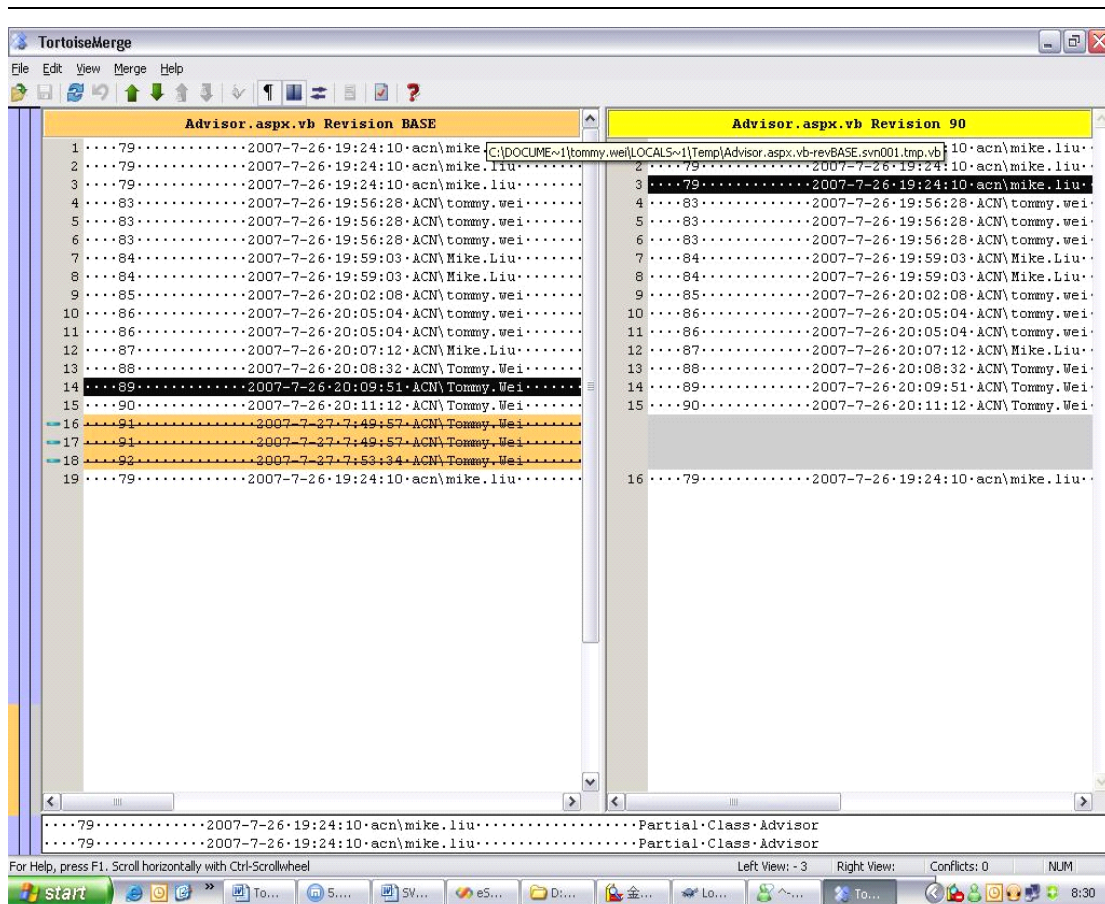 TortoiseMerge
File Edit View Merge Help
Advisor.aspx.vb Revision BASE
Advisor.aspx.vb Revision 90
C:\DOCUME~1\tommy.wei\LOCALS~1\Temp\Advisor.aspx.vb-revBASE.svn001.tmp.vb
1 ····79·············2007-7-26·19:24:10·acn\mike.
2 ····79·············2007-7-26·19:24:10·acn\mike.liu·······
3 ····79·············2007-7-26·19:24:10·acn\mike.liu·······
4 ····83·············2007-7-26·19:56:28·ACN\tommy.wei······
5 ····83·············2007-7-26·19:56:28·ACN\tommy.wei······
6 ····83·············2007-7-26·19:56:28·ACN\tommy.wei······
7 ····84·············2007-7-26·19:59:03·ACN\Mike.Liu·······
8 ····84·············2007-7-26·19:59:03·ACN\Mike.Liu·······
9 ····85·············2007-7-26·20:02:08·ACN\tommy.wei······
10 ····86·············2007-7-26·20:05:04·ACN\tommy.wei······
11 ····86·············2007-7-26·20:05:04·ACN\tommy.wei······
12 ····87·············2007-7-26·20:07:12·ACN\Mike.Liu·······
13 ····88·············2007-7-26·20:08:32·ACN\Tommy.Wei······
14 ····89·············2007-7-26·20:09:51·ACN\Tommy.Wei······
15 ····90·············2007-7-26·20:11:12·ACN\Tommy.Wei······
16 ····91·············2007-7-27·7:49:57·ACN\Tommy.Wei·······
17 ····91·············2007-7-27·7:49:57·ACN\Tommy.Wei·······
18 ····92·············2007-7-27·7:53:34·ACN\Tommy.Wei·······
19 ····79·············2007-7-26·19:24:10·acn\mike.liu·······
10·acn\mike.liu··
2 ····79·············2007-7-26·19:24:10·acn\mike.liu··
3 ····79·············2007-7-26·19:24:10·acn\mike.liu··
4 ····83·············2007-7-26·19:56:28·ACN\tommy.wei·
5 ····83·············2007-7-26·19:56:28·ACN\tommy.wei·
6 ····83·············2007-7-26·19:56:28·ACN\tommy.wei·
7 ····84·············2007-7-26·19:59:03·ACN\Mike.Liu··
8 ····84·············2007-7-26·19:59:03·ACN\Mike.Liu··
9 ····85·············2007-7-26·20:02:08·ACN\tommy.wei·
10 ····86·············2007-7-26·20:05:04·ACN\tommy.wei·
11 ····86·············2007-7-26·20:05:04·ACN\tommy.wei·
12 ····87·············2007-7-26·20:07:12·ACN\Mike.Liu··
13 ····88·············2007-7-26·20:08:32·ACN\Tommy.Wei·
14 ····89·············2007-7-26·20:09:51·ACN\Tommy.Wei·
15 ····90·············2007-7-26·20:11:12·ACN\Tommy.Wei·
16 ····79·············2007-7-26·19:24:10·acn\mike.liu··
····79·············2007-7-26·19:24:10·acn\mike.liu··················Partial·Class·Advisor
····79·············2007-7-26·19:24:10·acn\mike.liu··················Partial·Class·Advisor
For Help, press F1. Scroll horizontally with Ctrl-Scrollwheel Left View: - 3 Right View: Conflicts: 0 NUM
start » To... 5.... SV... eS... D:... 金... Lo... ^-... To... 8:30